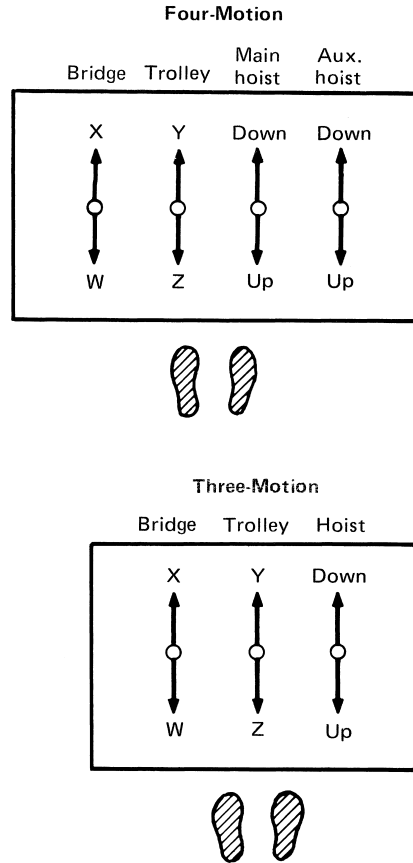 Four-Motion
Bridge Trolley Main hoist Aux. hoist
X Y Down Down
W Z Up Up
Three-Motion
Bridge Trolley Hoist
X Y Down
W Z Up